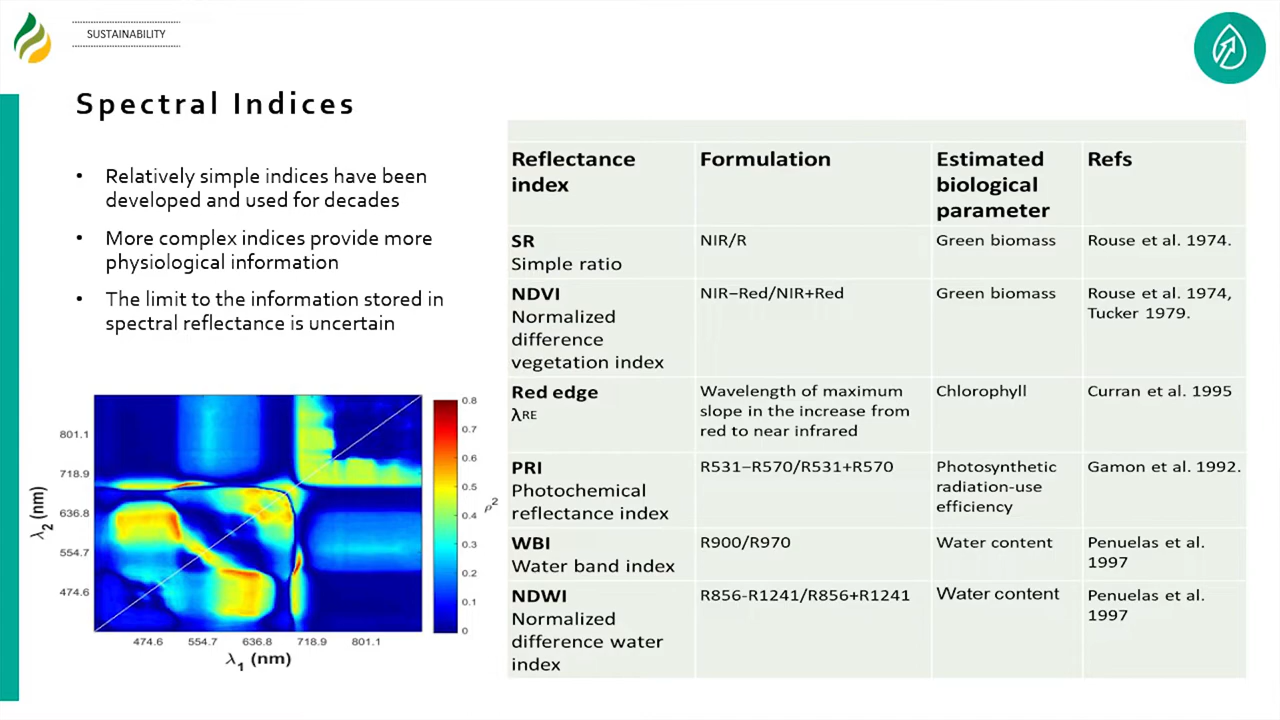 SUSTAINABILITY
Spectral Indices
• Relatively simple indices have been
developed and used for decades
• More complex indices provide more
physiological information
• The limit to the information stored in
spectral reflectance is uncertain
801.1
718.9
636.8
554.7
474.6
λ2 (nm)
474.6 554.7 636.8 718.9 801.1
λ1 (nm)
0.8
0.7
0.6
0.5
0.4
0.3
0.2
0.1
0
ρ2
Reflectance
index
Formulation
Estimated
biological
parameter
Refs
SR
Simple ratio
NIR/R
Green biomass
Rouse et al. 1974.
NDVI
Normalized
difference
vegetation index
NIR–Red/NIR+Red
Green biomass
Rouse et al. 1974,
Tucker 1979.
Red edge
λRE
Wavelength of maximum
slope in the increase from
red to near infrared
Chlorophyll
Curran et al. 1995
PRI
Photochemical
reflectance index
R531–R570/R531+R570
Photosynthetic
radiation-use
efficiency
Gamon et al. 1992.
WBI
Water band index
R900/R970
Water content
Penuelas et al.
1997
NDWI
Normalized
difference water
index
R856-R1241/R856+R1241
Water content
Penuelas et al.
1997